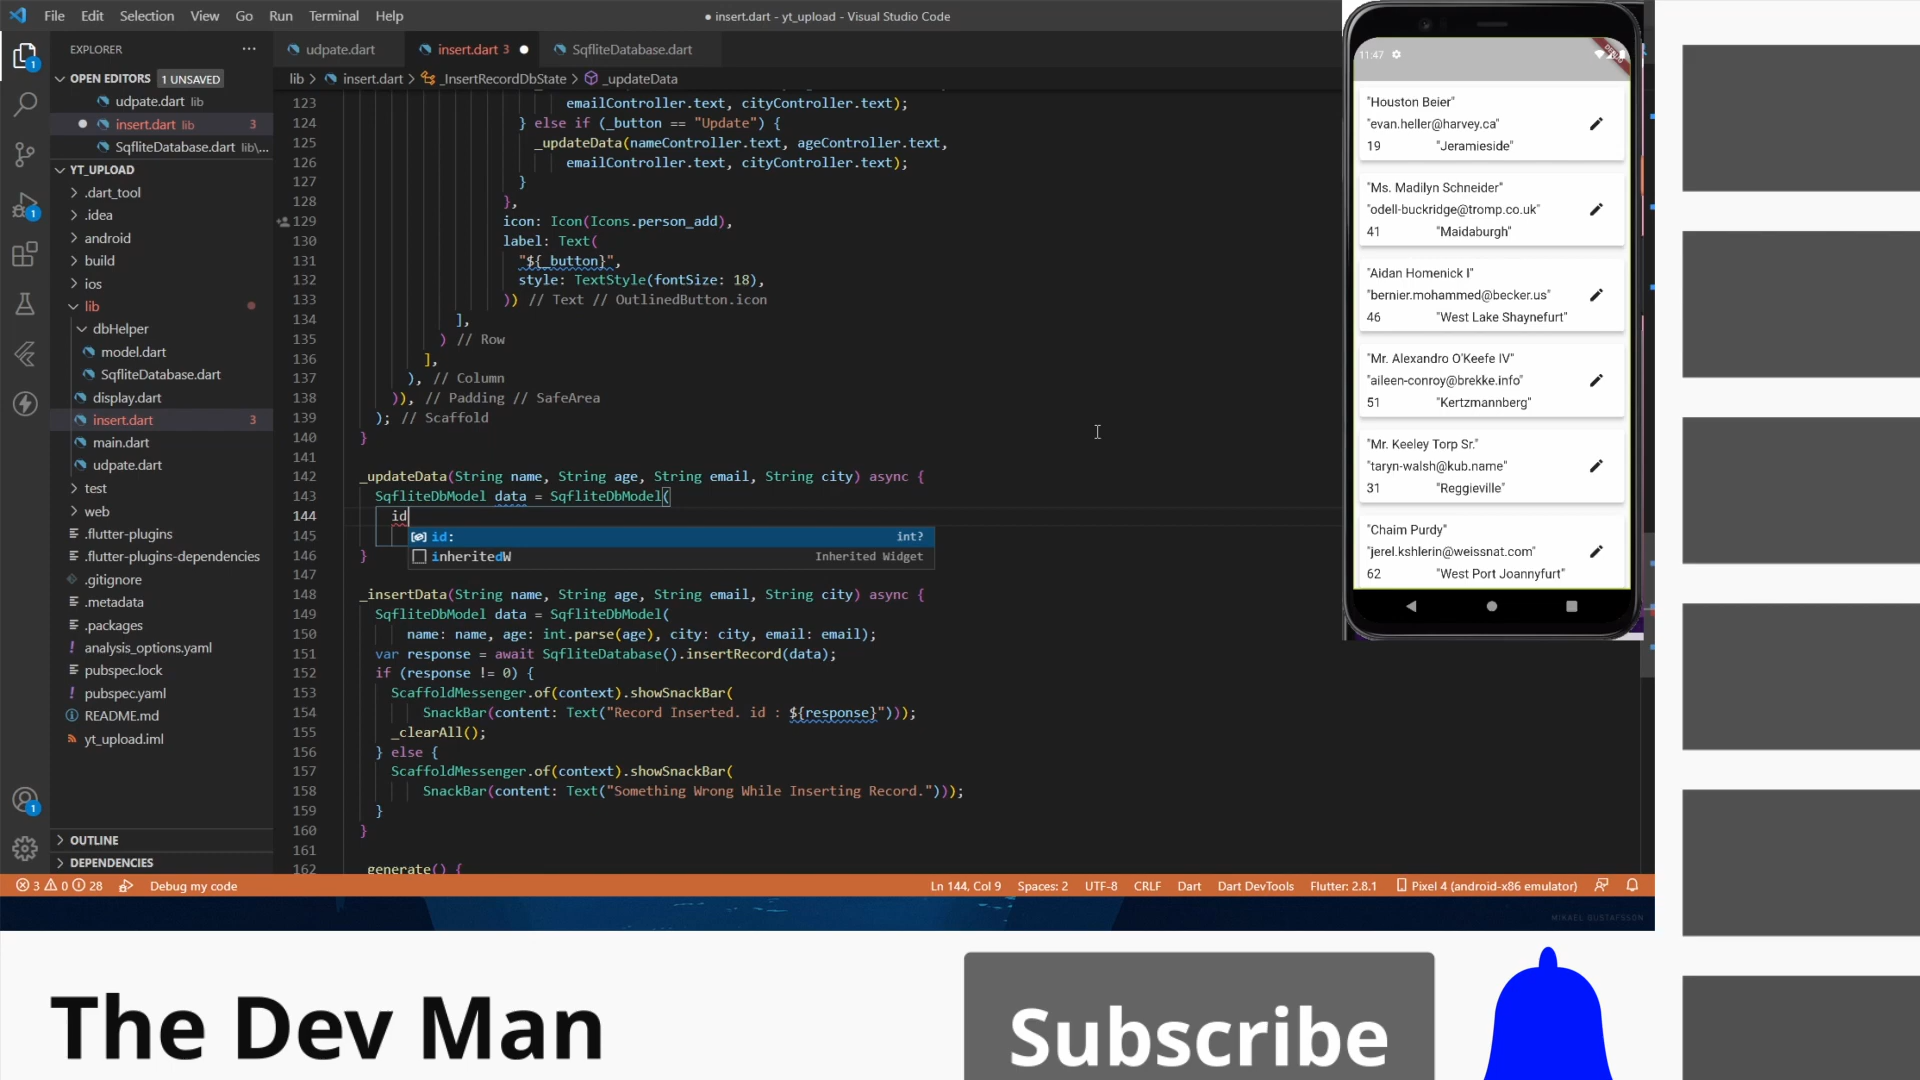 File Edit Selection View Go Run Terminal Help
● insert.dart - yt_upload - Visual Studio Code
EXPLORER
OPEN EDITORS 1 UNSAVED
udpate.dart lib
insert.dart lib 3
SqfliteDatabase.dart lib\...
YT_UPLOAD
.dart_tool
.idea
android
build
ios
lib
dbHelper
model.dart
SqfliteDatabase.dart
display.dart
insert.dart 3
main.dart
udpate.dart
test
web
.flutter-plugins
.flutter-plugins-dependencies
.gitignore
.metadata
.packages
analysis_options.yaml
pubspec.lock
pubspec.yaml
README.md
yt_upload.iml
OUTLINE
DEPENDENCIES
1
1
1
udpate.dart insert.dart 3 SqfliteDatabase.dart
lib > insert.dart > _InsertRecordDbState > _updateData
123 emailController.text, cityController.text);
124 } else if (_button == "Update") {
125 _updateData(nameController.text, ageController.text,
126 emailController.text, cityController.text);
127 }
128 },
129 icon: Icon(Icons.person_add),
130 label: Text(
131 "${_button}",
132 style: TextStyle(fontSize: 18),
133 )) // Text // OutlinedButton.icon
134 ],
135 ) // Row
136 ],
137 ), // Column
138 )), // Padding // SafeArea
139 ); // Scaffold
140 }
141
142 _updateData(String name, String age, String email, String city) async {
143 SqfliteDbModel data = SqfliteDbModel(
144 id
145
id: int?
inheritedW Inherited Widget
146 }
147
148 _insertData(String name, String age, String email, String city) async {
149 SqfliteDbModel data = SqfliteDbModel(
150 name: name, age: int.parse(age), city: city, email: email);
151 var response = await SqfliteDatabase().insertRecord(data);
152 if (response != 0) {
153 ScaffoldMessenger.of(context).showSnackBar(
154 SnackBar(content: Text("Record Inserted. id : ${response}")));
155 _clearAll();
156 } else {
157 ScaffoldMessenger.of(context).showSnackBar(
158 SnackBar(content: Text("Something Wrong While Inserting Record.")));
159 }
160 }
161
162 generate() {
3 0 28 Debug my code
Ln 144, Col 9 Spaces: 2 UTF-8 CRLF Dart Dart DevTools Flutter: 2.8.1 Pixel 4 (android-x86 emulator)
11:47
"Houston Beier"
"evan.heller@harvey.ca"
19 "Jeramieside"
"Ms. Madilyn Schneider"
"odell-buckridge@tromp.co.uk"
41 "Maidaburgh"
"Aidan Homenick I"
"bernier.mohammed@becker.us"
46 "West Lake Shaynefurt"
"Mr. Alexandro O'Keefe IV"
"aileen-conroy@brekke.info"
51 "Kertzmannberg"
"Mr. Keeley Torp Sr."
"taryn-walsh@kub.name"
31 "Reggieville"
"Chaim Purdy"
"jerel.kshlerin@weissnat.com"
62 "West Port Joannyfurt"
MIKAEL GUSTAFSSON
The Dev Man
Subscribe